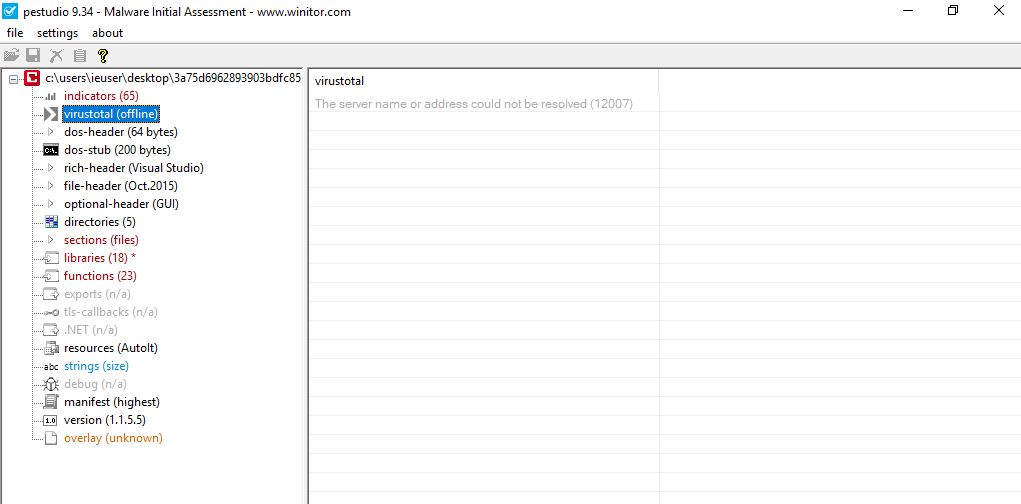 pestudio 9.34 - Malware Initial Assessment - www.winitor.com
file settings about
c:\users\ieuser\desktop\3a75d6962893903bdfc85
indicators (65)
virustotal (offline)
dos-header (64 bytes)
dos-stub (200 bytes)
rich-header (Visual Studio)
file-header (Oct.2015)
optional-header (GUI)
directories (5)
sections (files)
libraries (18) *
functions (23)
exports (n/a)
tls-callbacks (n/a)
.NET (n/a)
resources (AutoIt)
abc strings (size)
debug (n/a)
manifest (highest)
1.0 version (1.1.5.5)
overlay (unknown)
virustotal
The server name or address could not be resolved (12007)